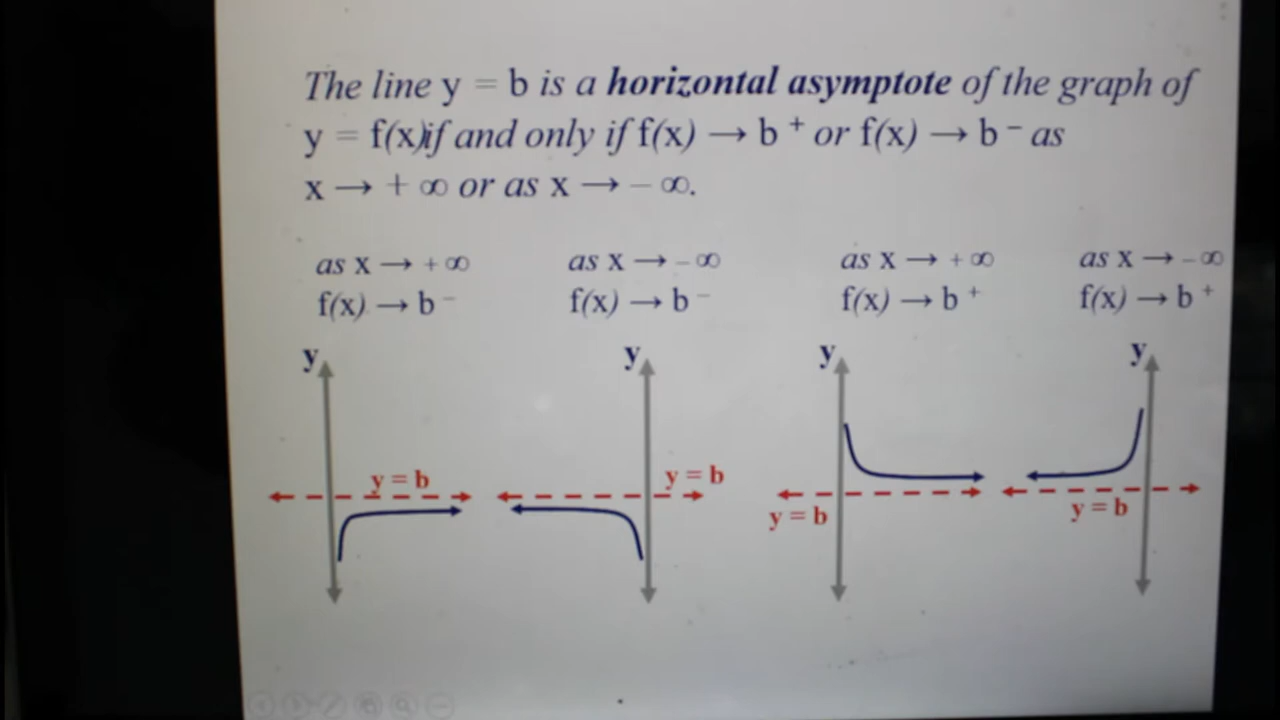 The line y = b is a horizontal asymptote of the graph of
y = f(x)if and only if f(x) → b + or f(x) → b – as
x → + ∞ or as x → – ∞.
as x → + ∞
f(x) → b –
as x → – ∞
f(x) → b –
as x → + ∞
f(x) → b +
as x → – ∞
f(x) → b +
y
y = b
y
y = b
y
y = b
y
y = b